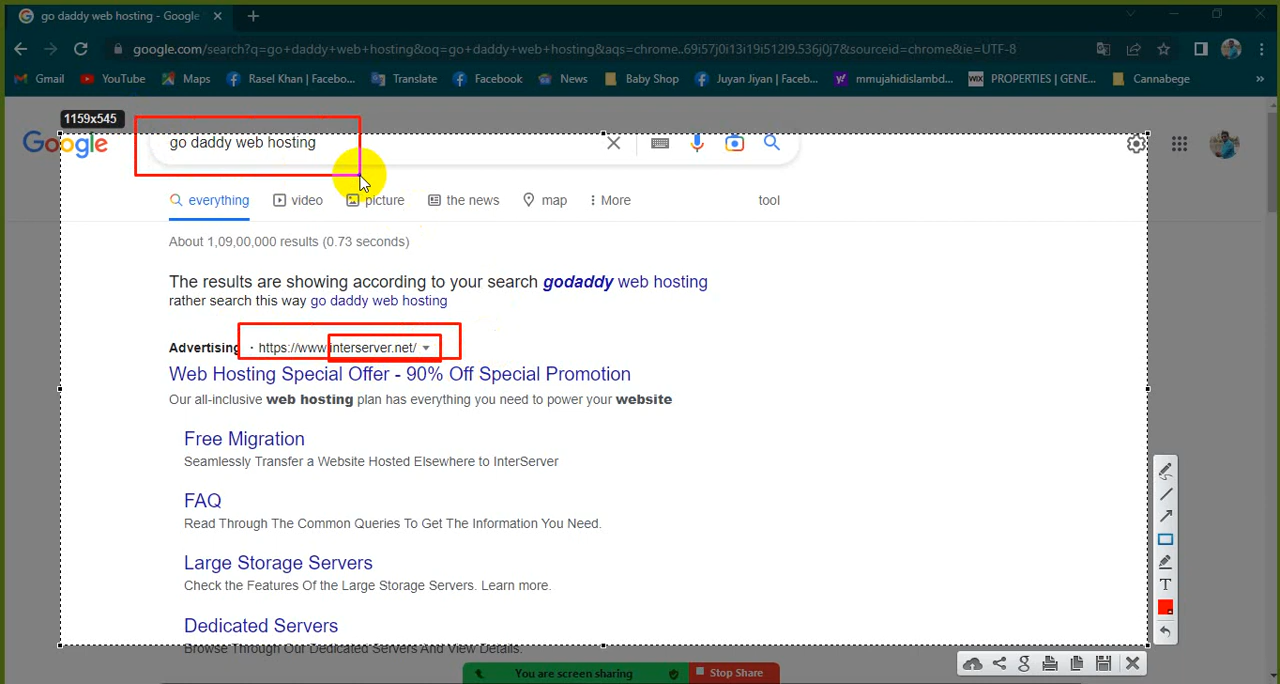 go daddy web hosting - Google
google.com/search?q=go+daddy+web+hosting&oq=go+daddy+web+hosting&aqs=chrome..69i57j0i13i19i512l9.536j0j7&sourceid=chrome&ie=UTF-8
Gmail YouTube Maps Rasel Khan | Facebo... Translate Facebook News Baby Shop Juyan Jiyan | Faceb... mmujahidislambd... WIX PROPERTIES | GENE... Cannabege »
1159x545
Google go daddy web hosting
everything video picture the news map More tool
About 1,09,00,000 results (0.73 seconds)
The results are showing according to your search godaddy web hosting
rather search this way go daddy web hosting
Advertising · https://www.interserver.net/
Web Hosting Special Offer - 90% Off Special Promotion
Our all-inclusive web hosting plan has everything you need to power your website
Free Migration
Seamlessly Transfer a Website Hosted Elsewhere to InterServer
FAQ
Read Through The Common Queries To Get The Information You Need.
Large Storage Servers
Check the Features Of the Large Storage Servers. Learn more.
Dedicated Servers
Browse Through Our Dedicated Servers And View Details.
T
g
You are screen sharing Stop Share